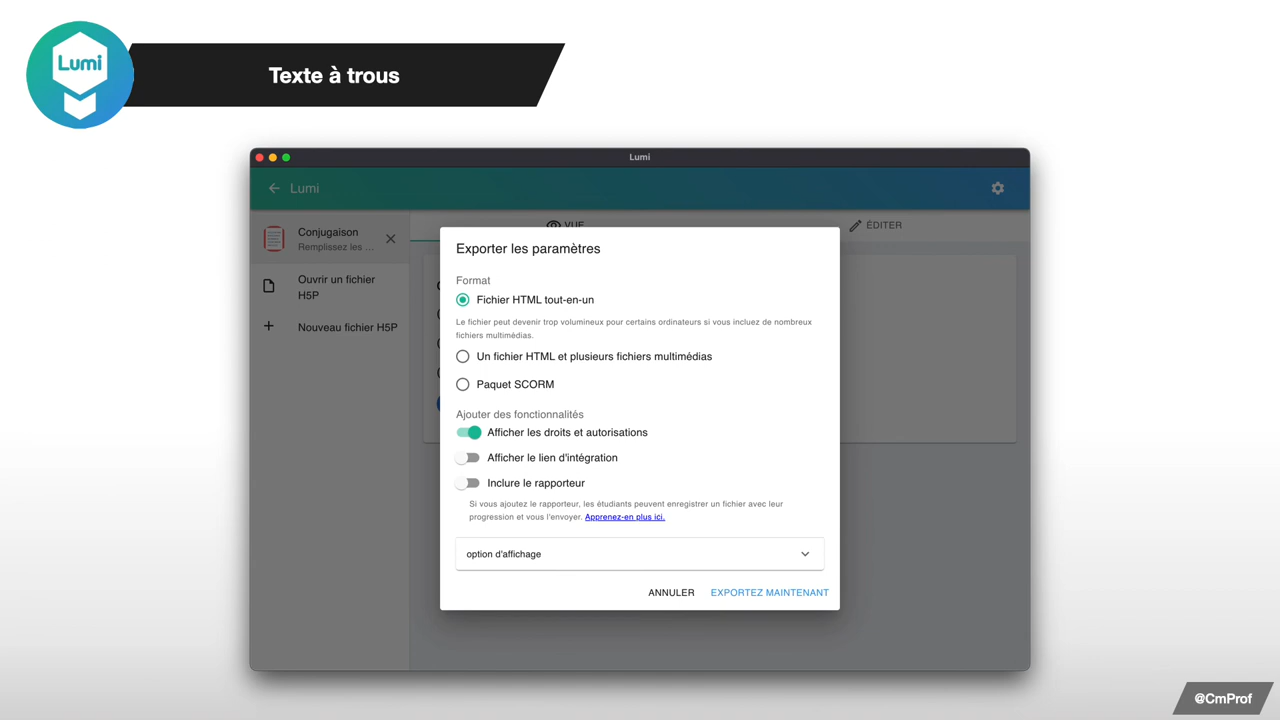 Lumi
Texte à trous
Lumi
Lumi
Conjugaison
Remplissez les ...
Ouvrir un fichier
H5P
Nouveau fichier H5P
VUE
ÉDITER
Exporter les paramètres
Format
Fichier HTML tout-en-un
Le fichier peut devenir trop volumineux pour certains ordinateurs si vous incluez de nombreux
fichiers multimédias.
Un fichier HTML et plusieurs fichiers multimédias
Paquet SCORM
Ajouter des fonctionnalités
Afficher les droits et autorisations
Afficher le lien d'intégration
Inclure le rapporteur
Si vous ajoutez le rapporteur, les étudiants peuvent enregistrer un fichier avec leur
progression et vous l'envoyer. Apprenez-en plus ici.
option d'affichage
ANNULER EXPORTEZ MAINTENANT
@CmProf